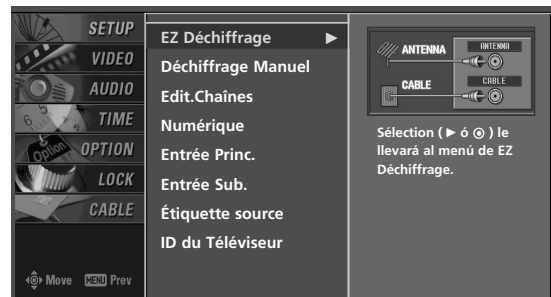 SETUP
VIDEO
AUDIO
TIME
Option OPTION
LOCK
CABLE
Move MENU Prev
EZ Déchiffrage ►
Déchiffrage Manuel
Edit.Chaînes
Numérique
Entrée Princ.
Entrée Sub.
Étiquette source
ID du Téléviseur
ANTENNA ANTENNA
CABLE CABLE
Sélection ( ► ó ⊙ ) le
llevará al menú de EZ
Déchiffrage.